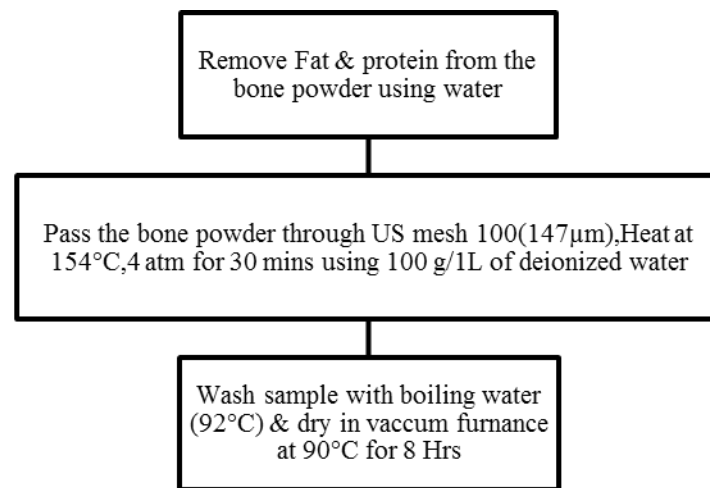 Remove Fat & protein from the
bone powder using water
Pass the bone powder through US mesh 100(147µm),Heat at
154°C,4 atm for 30 mins using 100 g/1L of deionized water
Wash sample with boiling water
(92°C) & dry in vaccum furnance
at 90°C for 8 Hrs